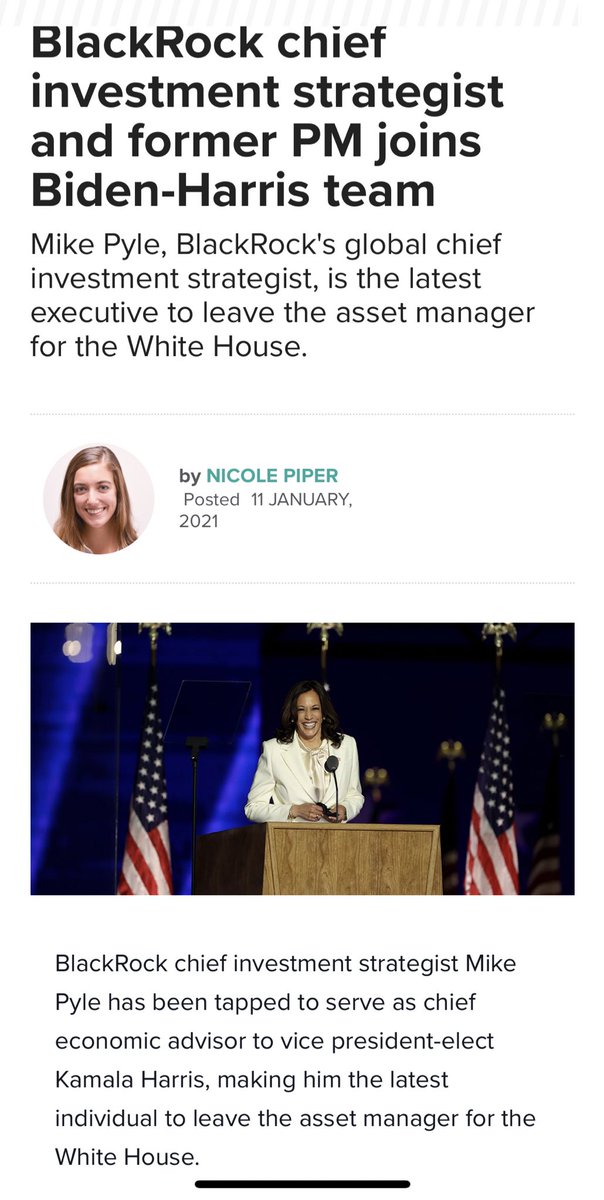 BlackRock chief
investment strategist
and former PM joins
Biden-Harris team
Mike Pyle, BlackRock's global chief
investment strategist, is the latest
executive to leave the asset manager
for the White House.
by NICOLE PIPER
Posted 11 JANUARY,
2021
BlackRock chief investment strategist Mike
Pyle has been tapped to serve as chief
economic advisor to vice president-elect
Kamala Harris, making him the latest
individual to leave the asset manager for the
White House.